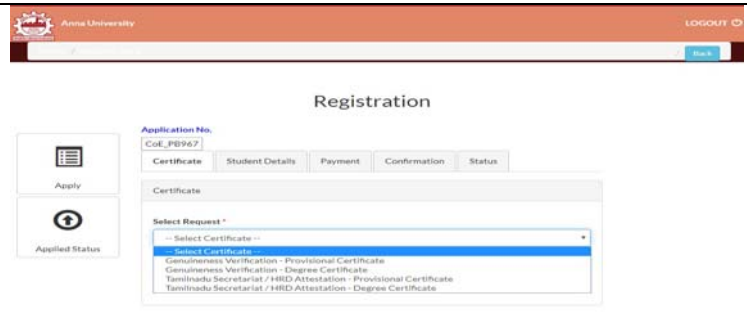 Anna University
LOGOUT
Back
Registration
Application No.
CoE_PB967
Certificate
Student Details
Payment
Confirmation
Status
Apply
Applied Status
Certificate
Select Request *
-- Select Certificate --
-- Select Certificate --
Genuineness Verification - Provisional Certificate
Genuineness Verification - Degree Certificate
Tamilnadu Secretariat / HRD Attestation - Provisional Certificate
Tamilnadu Secretariat / HRD Attestation - Degree Certificate